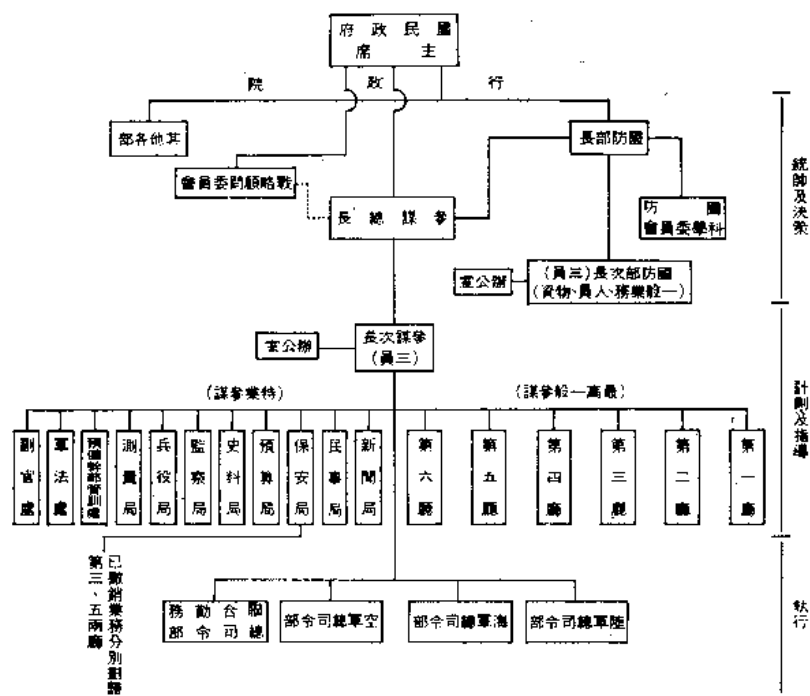 國民政府
主席
行政院
國防部長
其他各部
戰略顧問委員會
參謀總長
國防
科學委員會
國防部次長(三員)
(一般業務、人員、物資)
辦公室
參謀次長
(三員)
辦公室
(最高一般參謀)
(特業參謀)
第一廳
第二廳
第三廳
第四廳
第五廳
第六廳
新聞局
民事局
保安局
預算局
史料局
監察局
兵役局
測量局
預備幹部管訓處
軍法處
副官處
已撤銷業務分別劃歸
第三、五兩廳
陸軍總司令部
海軍總司令部
空軍總司令部
聯合勤務
總司令部
統帥及決策
計劃及指導
執行